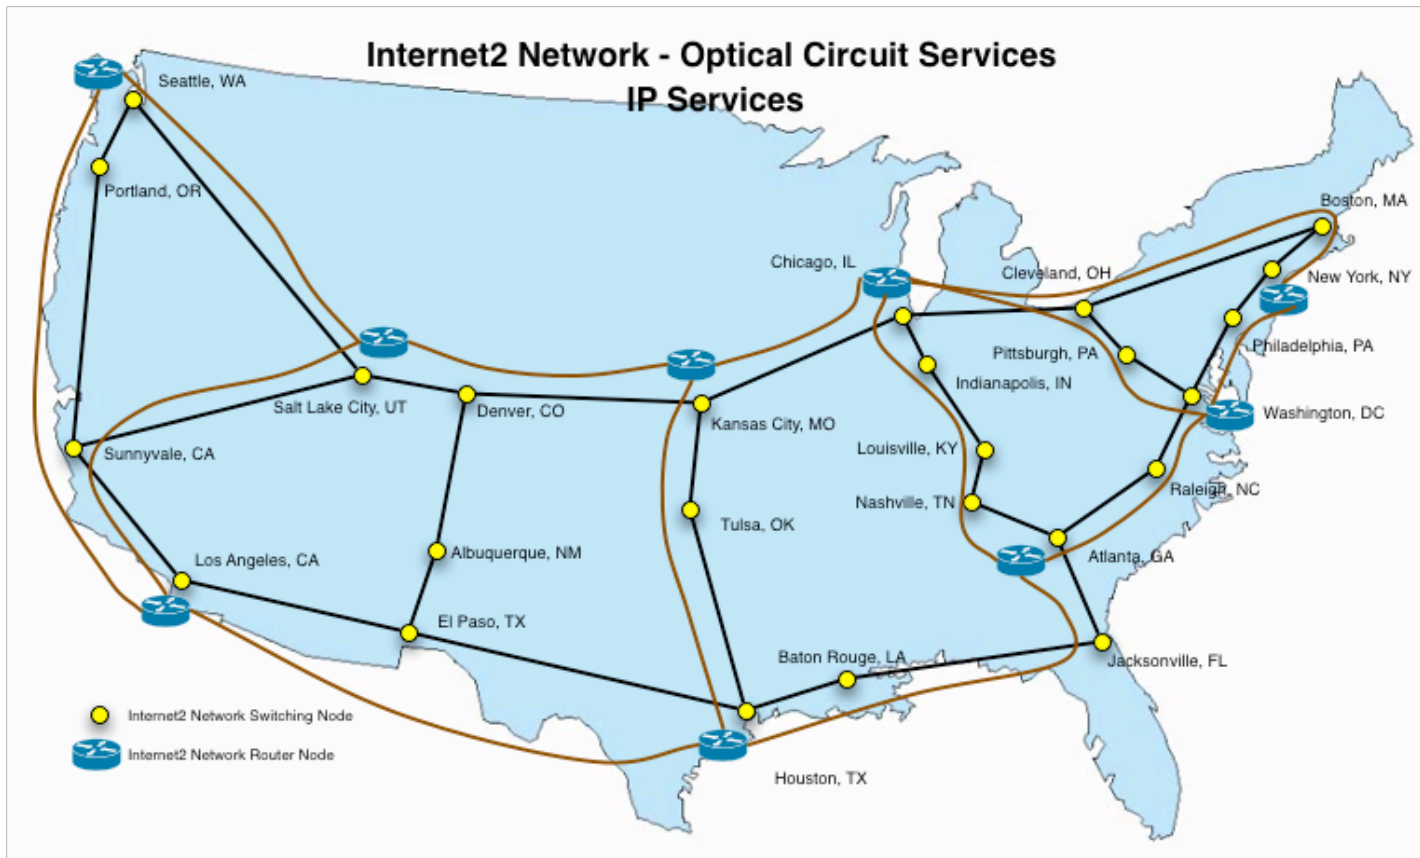 Internet2 Network - Optical Circuit Services
IP Services
Seattle, WA
Portland, OR
Boston, MA
Chicago, IL
Cleveland, OH
New York, NY
Pittsburgh, PA
Philadelphia, PA
Indianapolis, IN
Salt Lake City, UT
Denver, CO
Kansas City, MO
Washington, DC
Sunnyvale, CA
Louisville, KY
Raleigh, NC
Nashville, TN
Tulsa, OK
Los Angeles, CA
Albuquerque, NM
Atlanta, GA
El Paso, TX
Baton Rouge, LA
Jacksonville, FL
Internet2 Network Switching Node
Internet2 Network Router Node
Houston, TX